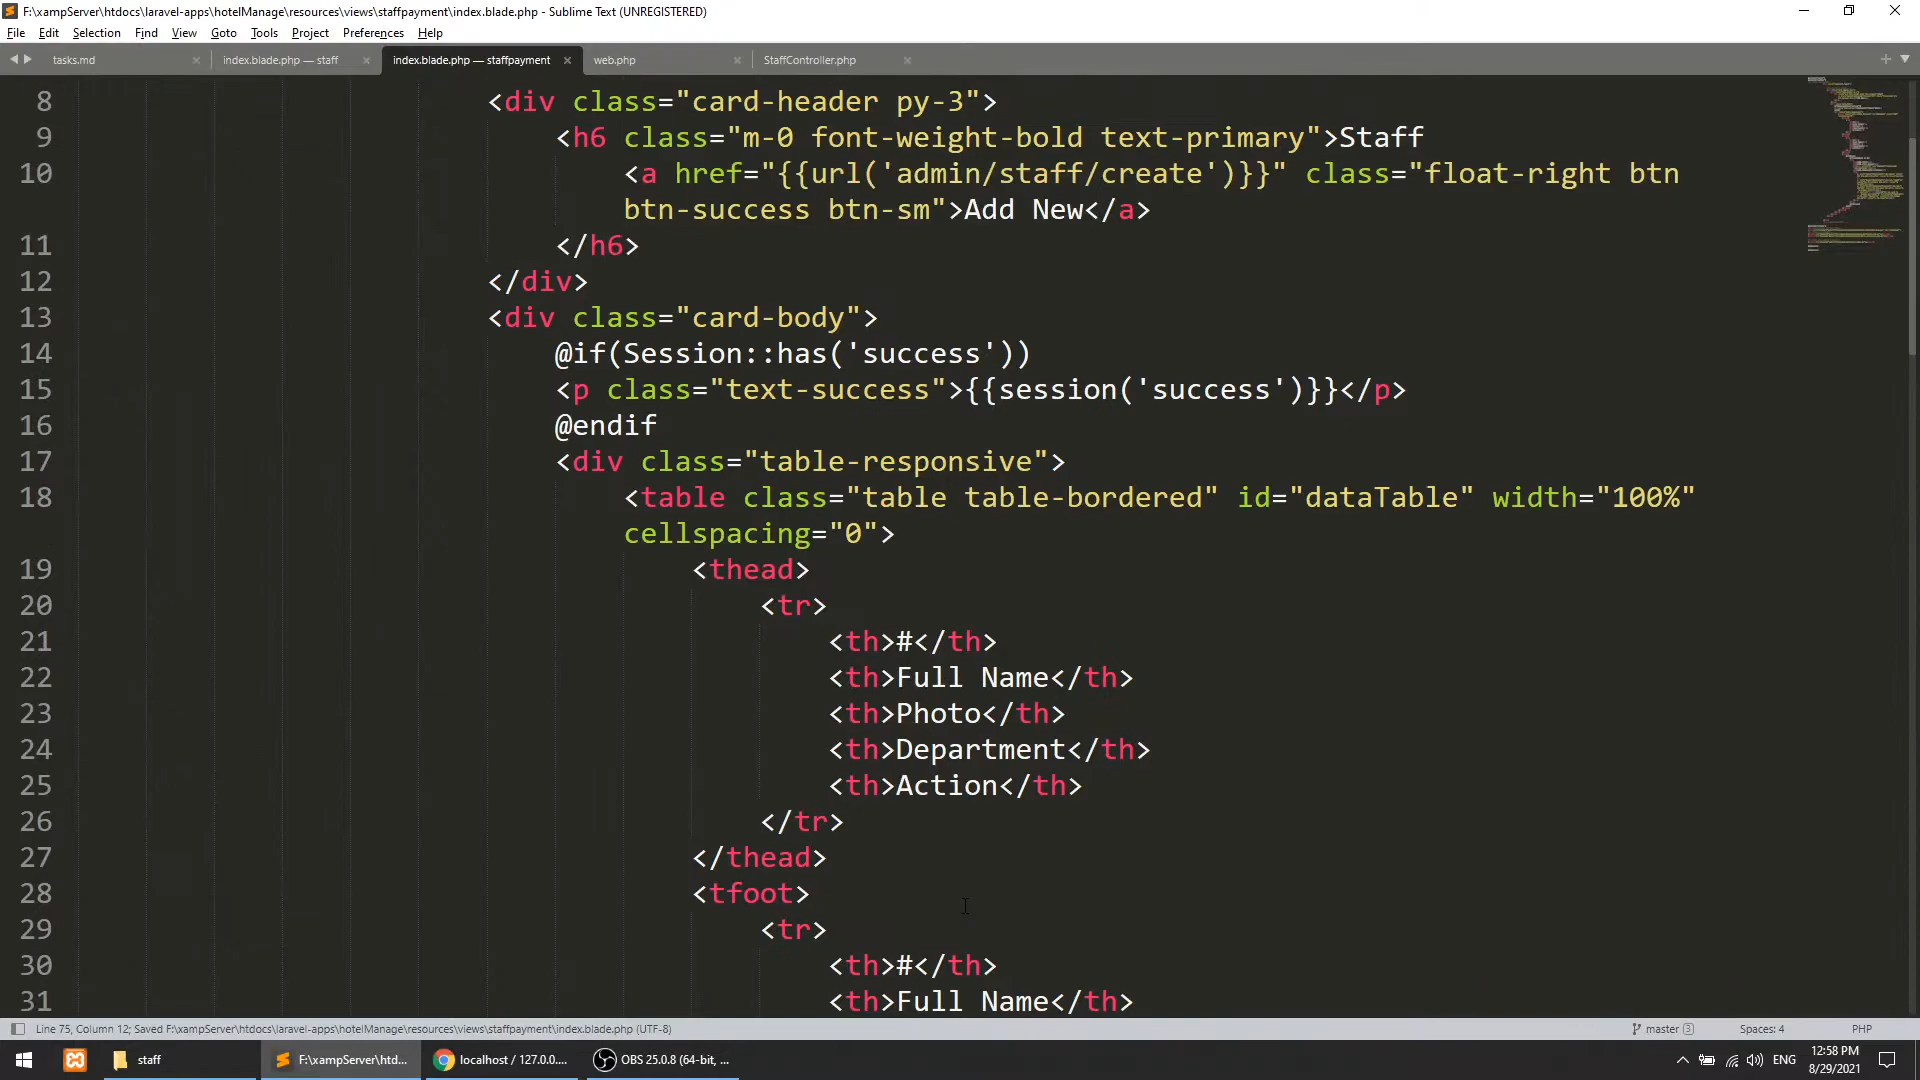 F:\xampServer\htdocs\laravel-apps\hotelManage\resources\views\staffpayment\index.blade.php - Sublime Text (UNREGISTERED)
File Edit Selection Find View Goto Tools Project Preferences Help
tasks.md index.blade.php — staff index.blade.php — staffpayment web.php StaffController.php
8 <div class="card-header py-3">
9 <h6 class="m-0 font-weight-bold text-primary">Staff
10 <a href="{{url('admin/staff/create')}}" class="float-right btn
btn-success btn-sm">Add New</a>
11 </h6>
12 </div>
13 <div class="card-body">
14 @if(Session::has('success'))
15 <p class="text-success">{{session('success')}}</p>
16 @endif
17 <div class="table-responsive">
18 <table class="table table-bordered" id="dataTable" width="100%"
cellspacing="0">
19 <thead>
20 <tr>
21 <th>#</th>
22 <th>Full Name</th>
23 <th>Photo</th>
24 <th>Department</th>
25 <th>Action</th>
26 </tr>
27 </thead>
28 <tfoot>
29 <tr>
30 <th>#</th>
31 <th>Full Name</th>
Line 75, Column 12; Saved F:\xampServer\htdocs\laravel-apps\hotelManage\resources\views\staffpayment\index.blade.php (UTF-8) master 3 Spaces: 4 PHP
staff F:\xampServer\htd... localhost / 127.0.0.... OBS 25.0.8 (64-bit, ... ENG 12:58 PM
8/29/2021